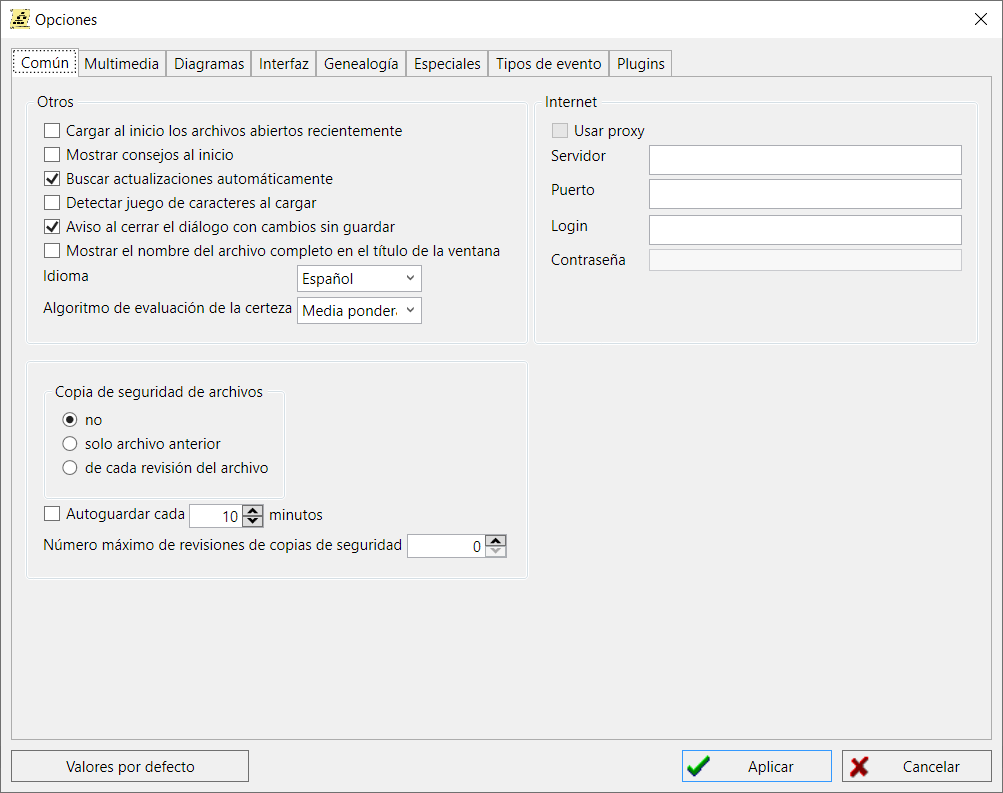 Opciones
Común Multimedia Diagramas Interfaz Genealogía Especiales Tipos de evento Plugins
Otros
Cargar al inicio los archivos abiertos recientemente
Mostrar consejos al inicio
Buscar actualizaciones automáticamente
Detectar juego de caracteres al cargar
Aviso al cerrar el diálogo con cambios sin guardar
Mostrar el nombre del archivo completo en el título de la ventana
Idioma Español
Algoritmo de evaluación de la certeza Media ponder
Internet
Usar proxy
Servidor
Puerto
Login
Contraseña
Copia de seguridad de archivos
no
solo archivo anterior
de cada revisión del archivo
Autoguardar cada 10 minutos
Número máximo de revisiones de copias de seguridad 0
Valores por defecto Aplicar Cancelar